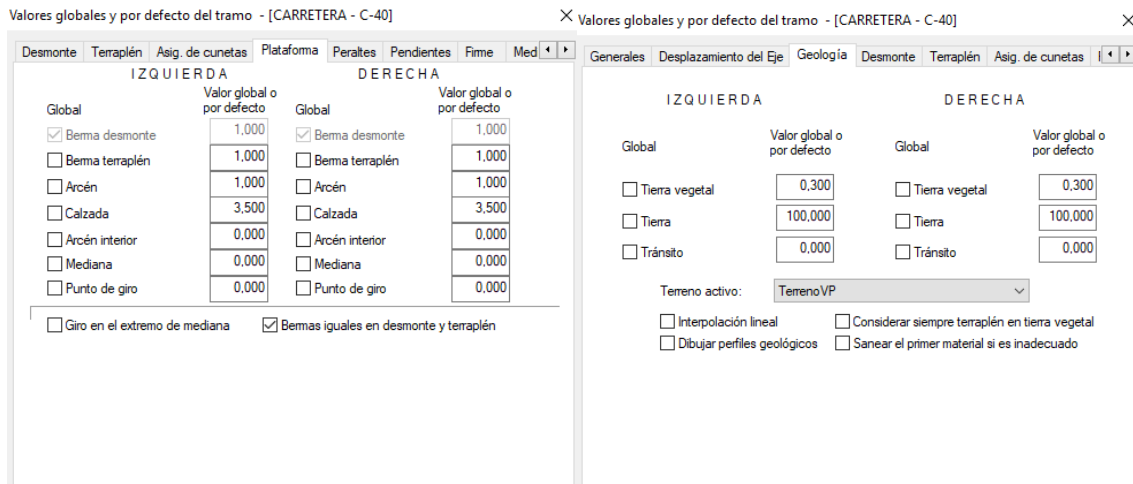 Valores globales y por defecto del tramo - [CARRETERA - C-40]
Desmonte Terraplén Asig. de cunetas Plataforma Peraltes Pendientes Firme Med
IZQUIERDA DERECHA
Global Valor global o por defecto Global Valor global o por defecto
Berma desmonte 1,000 Berma desmonte 1,000
Berma terraplén 1,000 Berma terraplén 1,000
Arcén 1,000 Arcén 1,000
Calzada 3,500 Calzada 3,500
Arcén interior 0,000 Arcén interior 0,000
Mediana 0,000 Mediana 0,000
Punto de giro 0,000 Punto de giro 0,000
Giro en el extremo de mediana Bermas iguales en desmonte y terraplén
Valores globales y por defecto del tramo - [CARRETERA - C-40]
Generales Desplazamiento del Eje Geología Desmonte Terraplén Asig. de cunetas
IZQUIERDA DERECHA
Global Valor global o por defecto Global Valor global o por defecto
Tierra vegetal 0,300 Tierra vegetal 0,300
Tierra 100,000 Tierra 100,000
Tránsito 0,000 Tránsito 0,000
Terreno activo: TerrenoVP
Interpolación lineal Considerar siempre terraplén en tierra vegetal
Dibujar perfiles geológicos Sanear el primer material si es inadecuado